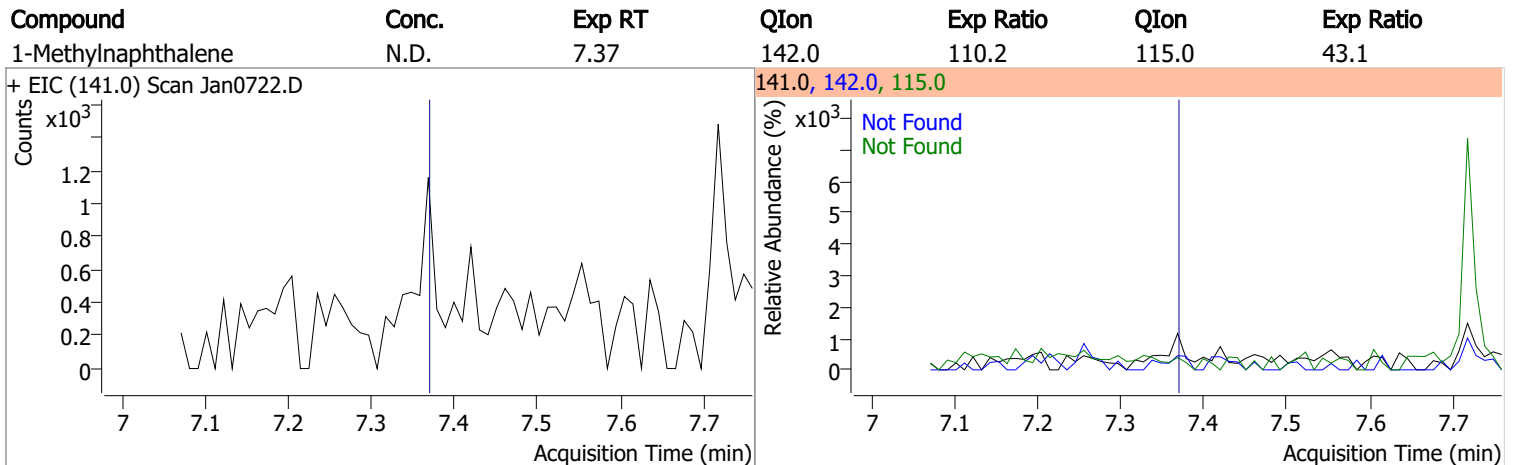 Compound Conc. Exp RT QIon Exp Ratio QIon Exp Ratio
1-Methylnaphthalene N.D. 7.37 142.0 110.2 115.0 43.1
+ EIC (141.0) Scan Jan0722.D
Counts
x10³
1.2
1
0.8
0.6
0.4
0.2
0
7 7.1 7.2 7.3 7.4 7.5 7.6 7.7
Acquisition Time (min)
141.0, 142.0, 115.0
Relative Abundance (%)
x10³
Not Found
Not Found
6
5
4
3
2
1
0
7 7.1 7.2 7.3 7.4 7.5 7.6 7.7
Acquisition Time (min)